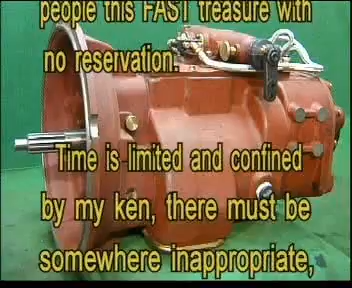 people this FAST treasure with
no reservation.
Time is limited and confined
by my ken, there must be
somewhere inappropriate,